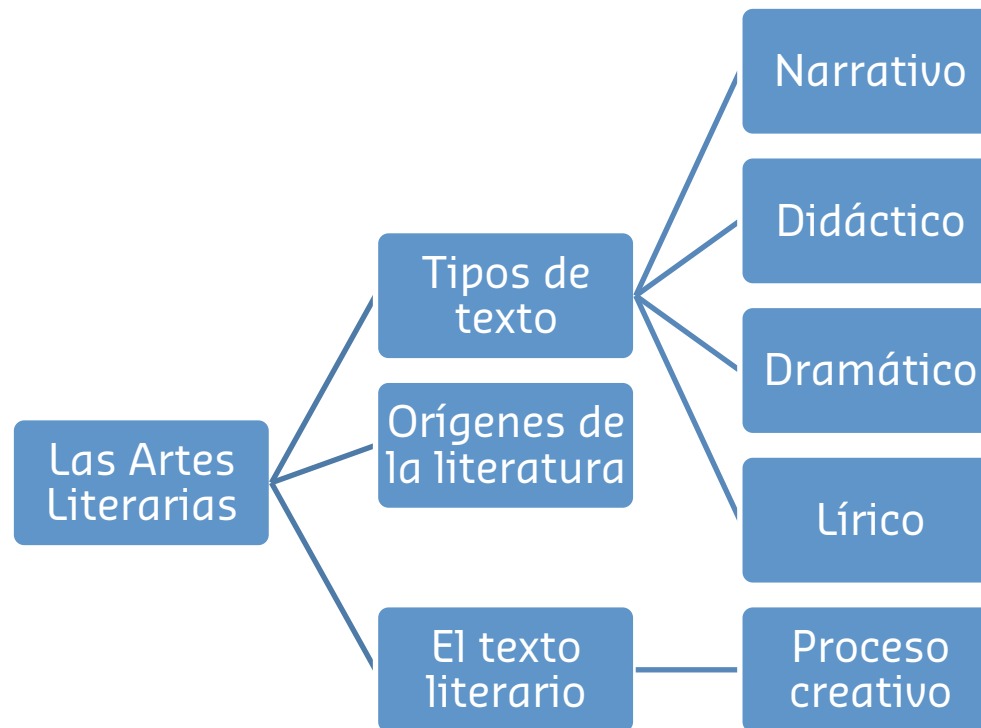 Las Artes
Literarias
Tipos de
texto
Orígenes de
la literatura
El texto
literario
Narrativo
Didáctico
Dramático
Lírico
Proceso
creativo